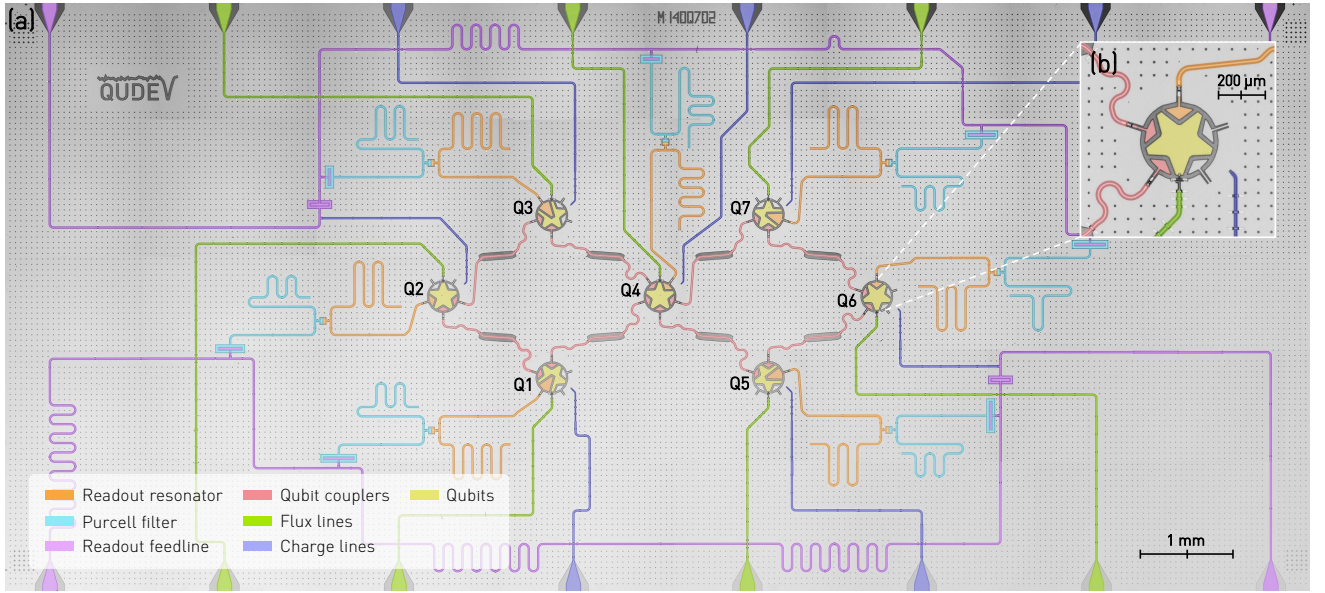 (a)
M140Q702
QUDEV
(b)
200 µm
Q3
Q7
Q2
Q4
Q6
Q1
Q5
Readout resonator
Qubit couplers
Qubits
Purcell filter
Flux lines
Readout feedline
Charge lines
1 mm